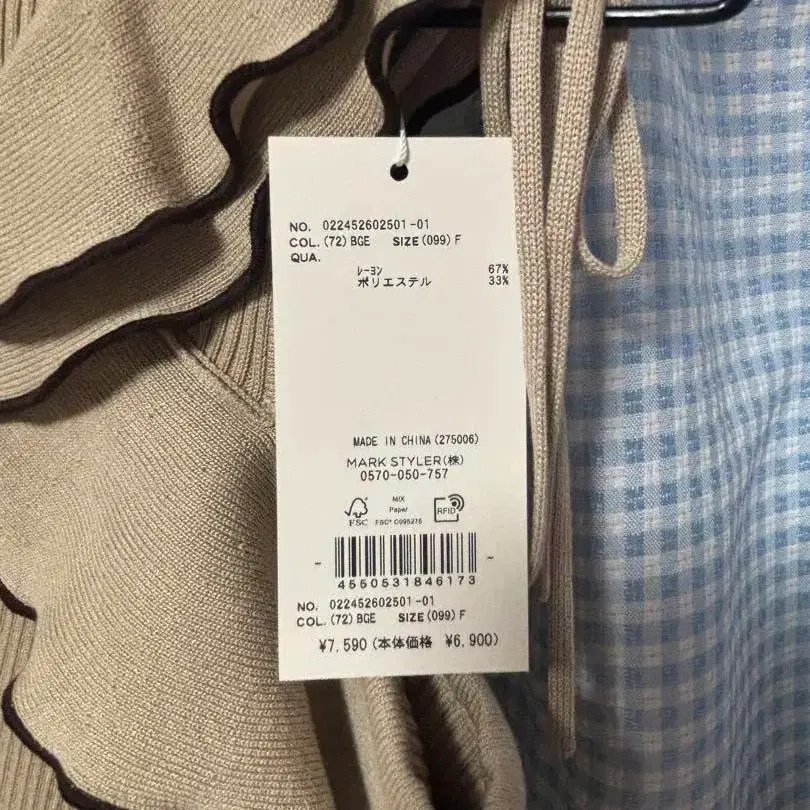 NO. 022452602501-01
COL.(72)BGE SIZE(099)F
QUA.
ﾚｰﾖﾝ 67%
ポリエステル 33%
MADE IN CHINA(275006)
MARK STYLER(株)
0570-050-757
FSC
MIX
Paper
FSC® C095275
RFID
4550531846173
NO. 022452602501-01
COL.(72)BGE SIZE(099)F
¥7,590(本体価格 ¥6,900)